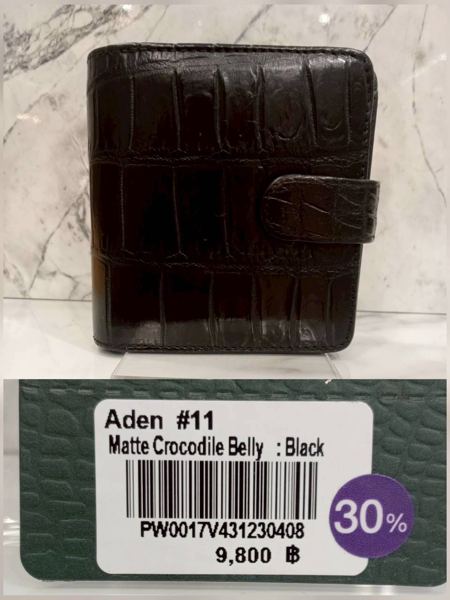 Aden #11
Matte Crocodile Belly : Black
PW0017V431230408
9,800 ฿
30%